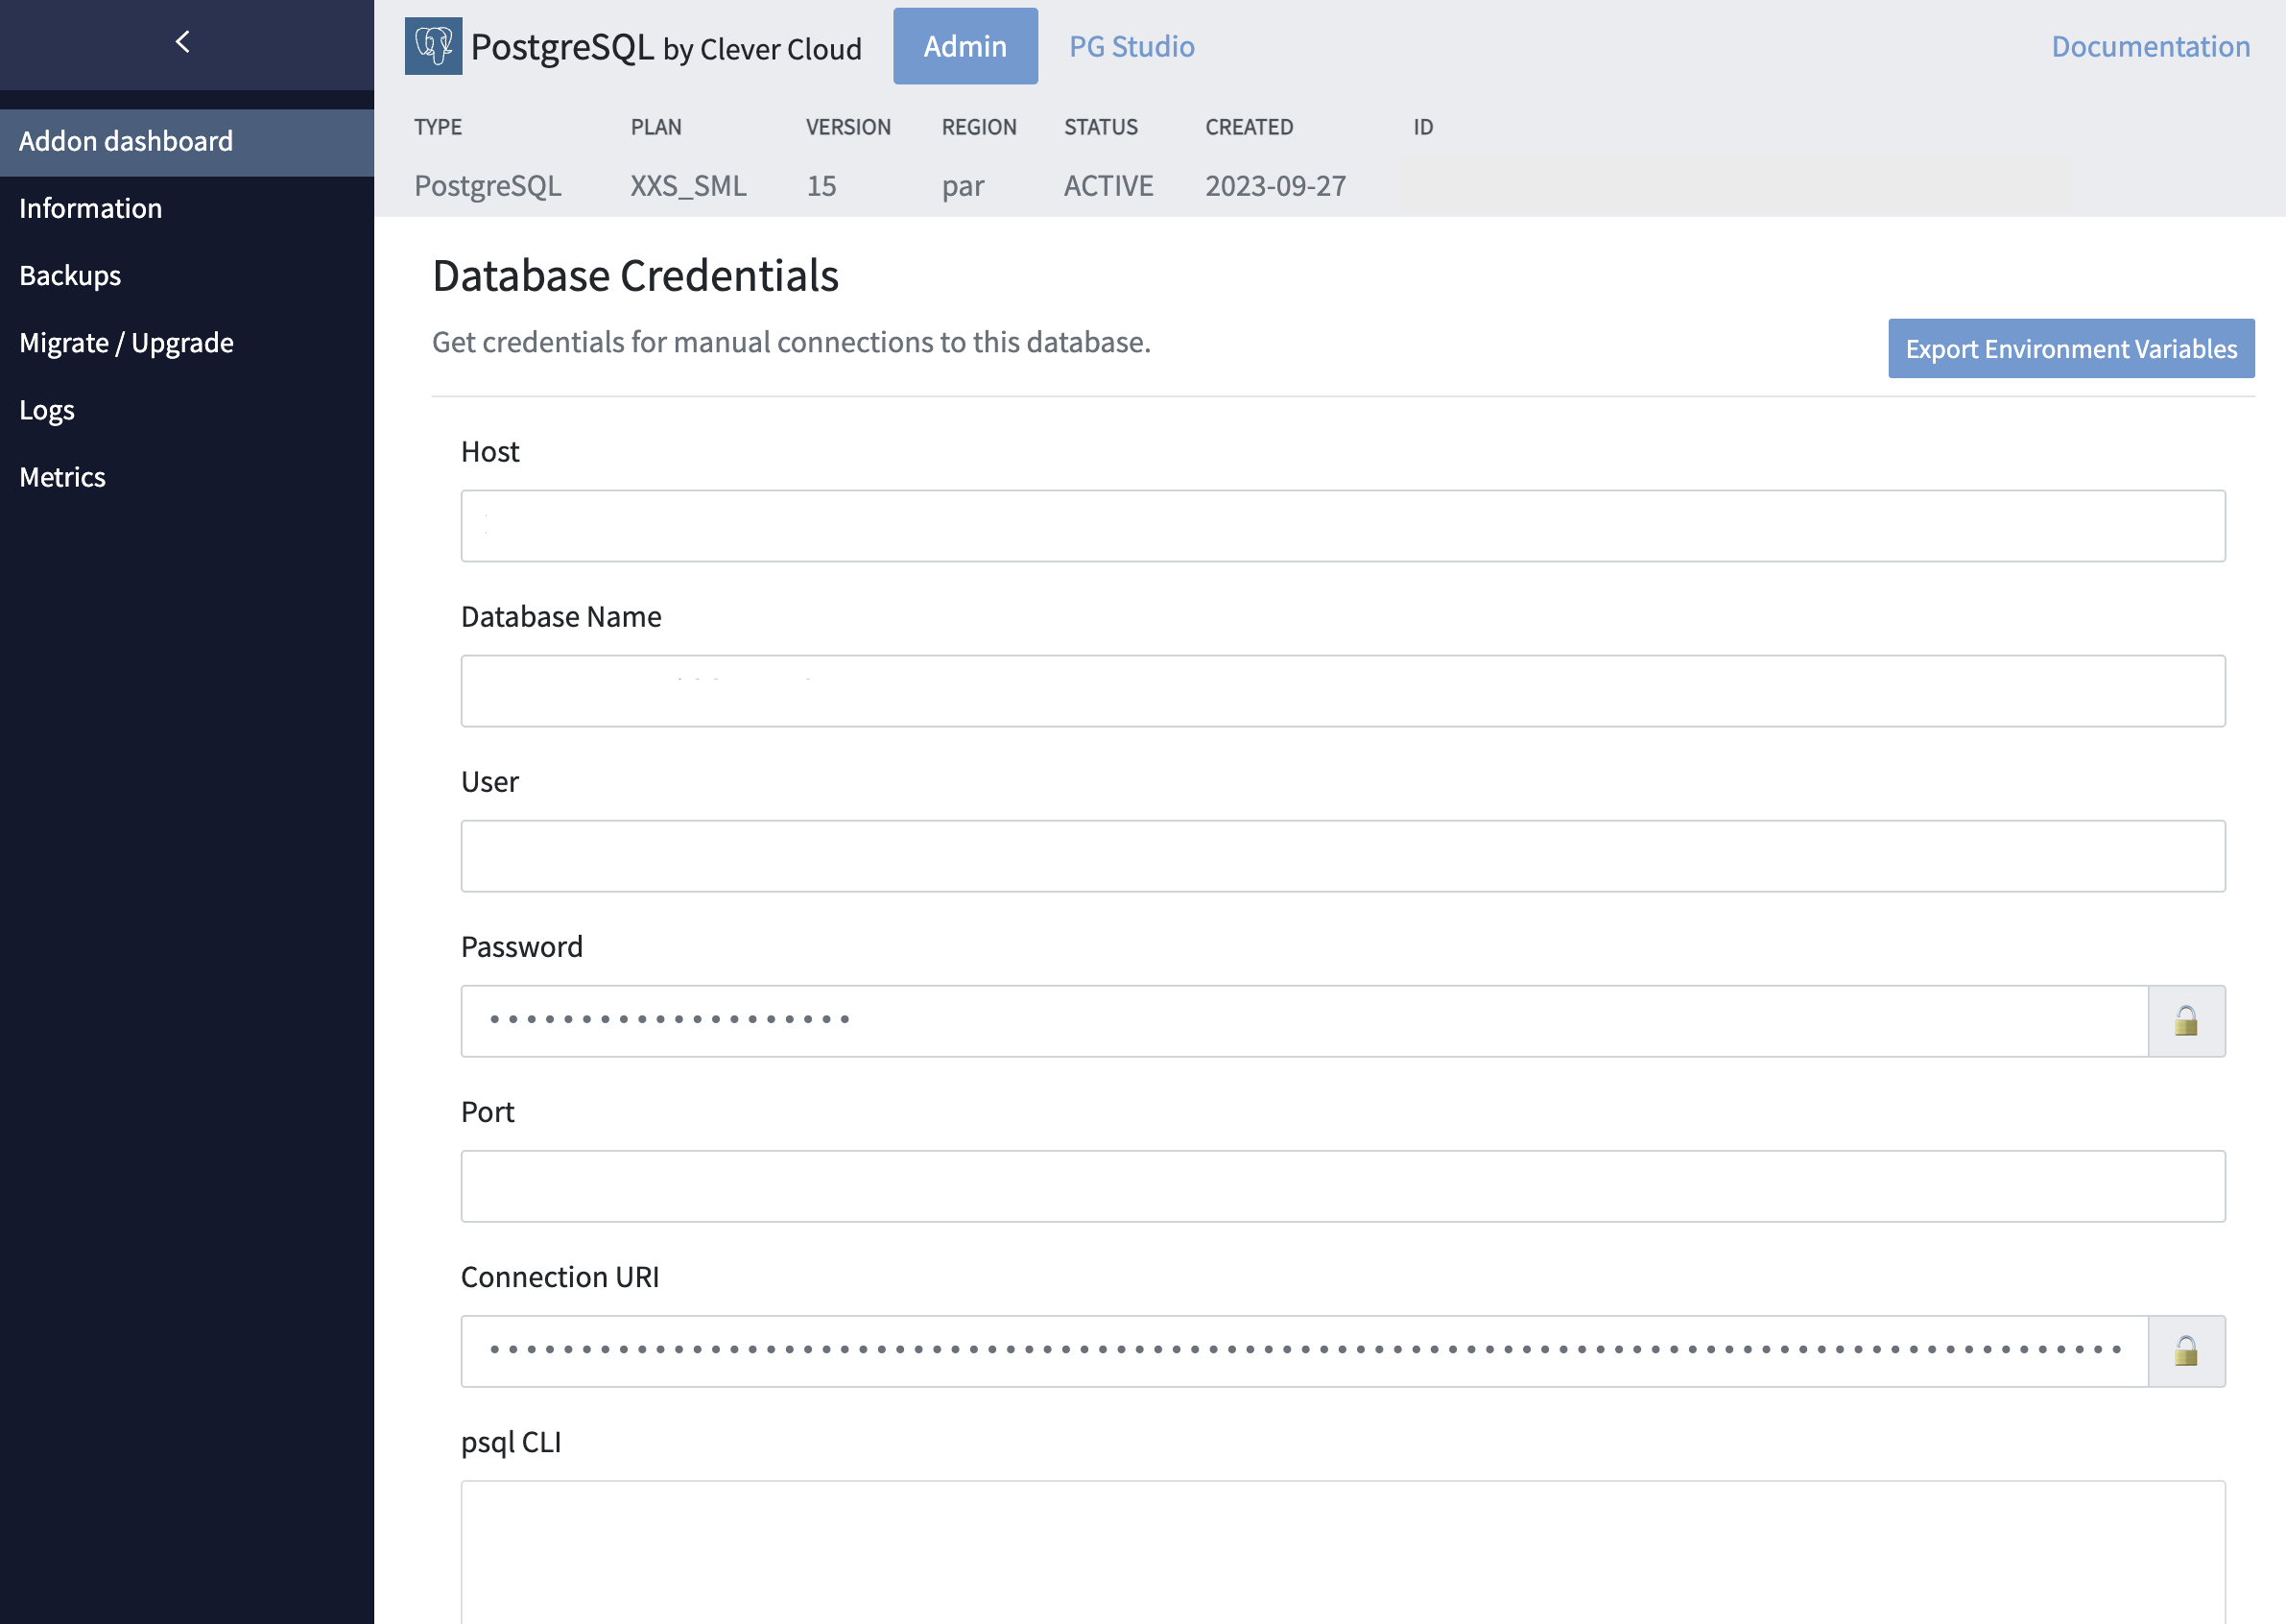 PostgreSQL by Clever Cloud Admin PG Studio Documentation
TYPE PLAN VERSION REGION STATUS CREATED ID
PostgreSQL XXS_SML 15 par ACTIVE 2023-09-27
Addon dashboard
Information
Backups
Migrate / Upgrade
Logs
Metrics
Database Credentials
Get credentials for manual connections to this database.
Export Environment Variables
Host
Database Name
User
Password
Port
Connection URI
psql CLI